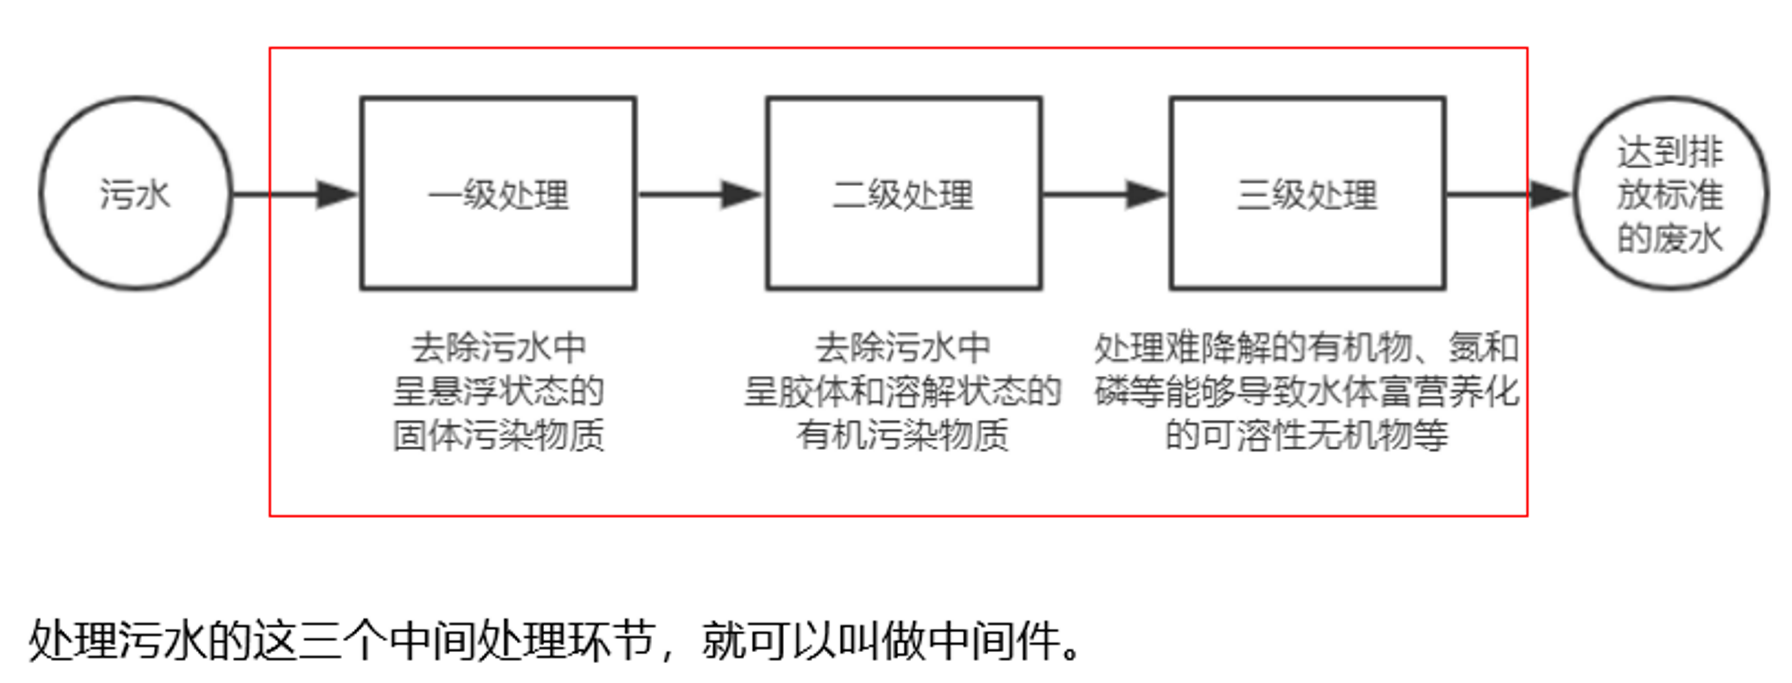 污水
一级处理
二级处理
三级处理
达到排
放标准
的废水
去除污水中
呈悬浮状态的
固体污染物质
去除污水中
呈胶体和溶解状态的
有机污染物质
处理难降解的有机物、氮和
磷等能够导致水体富营养化
的可溶性无机物等
处理污水的这三个中间处理环节，就可以叫做中间件。